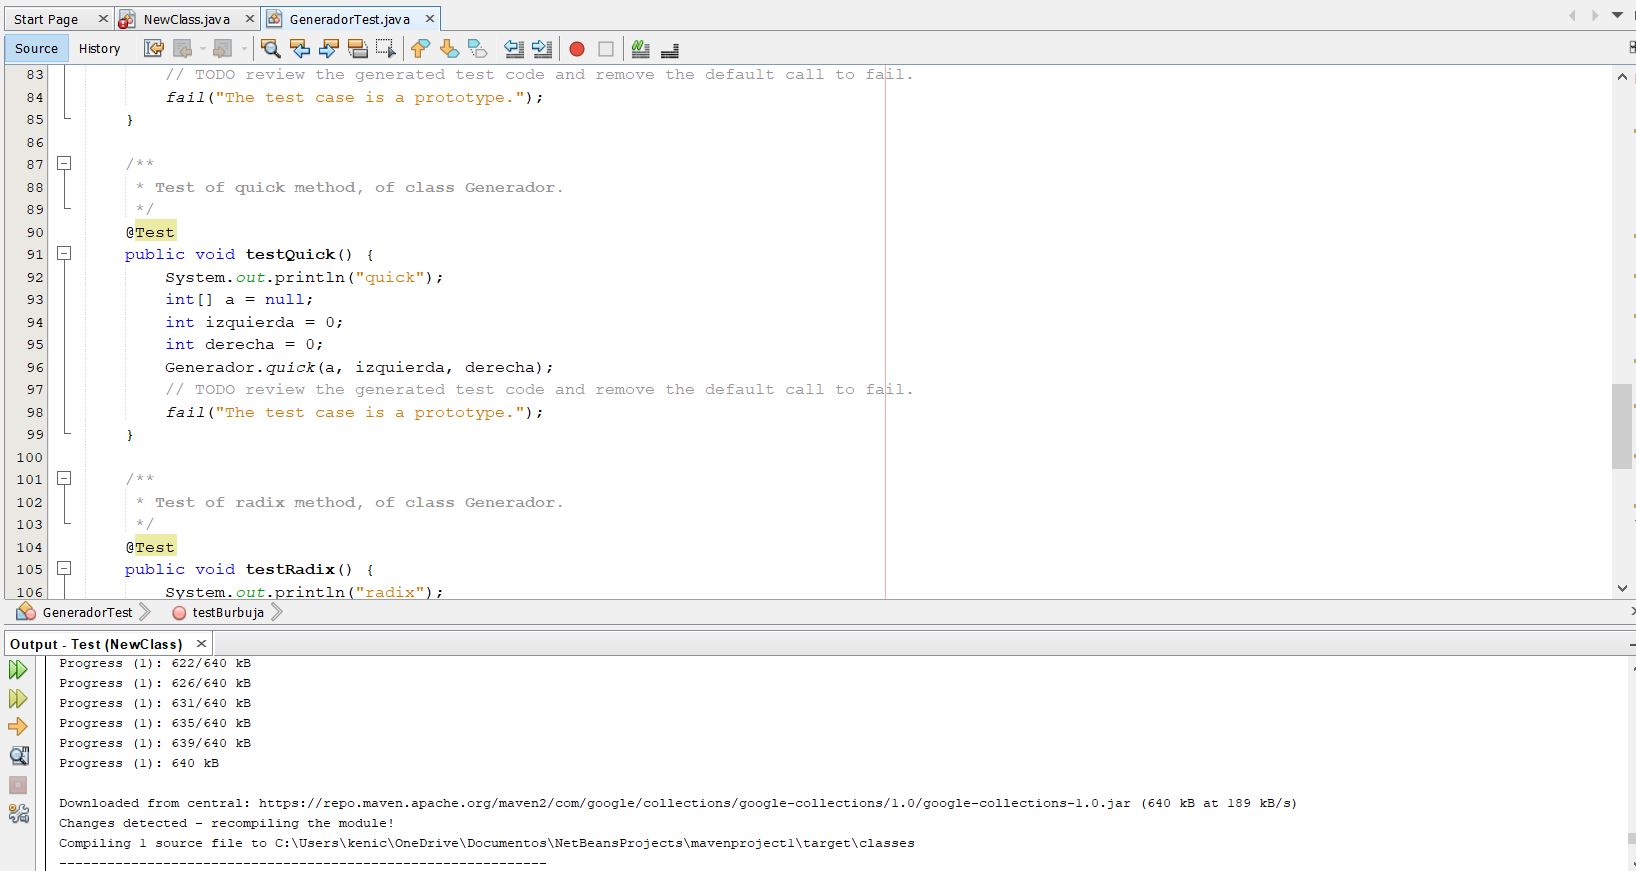 Start Page NewClass.java GeneradorTest.java
Source History
83 // TODO review the generated test code and remove the default call to fail.
84 fail("The test case is a prototype.");
85 }
86
87 /**
88 * Test of quick method, of class Generador.
89 */
90 @Test
91 public void testQuick() {
92 System.out.println("quick");
93 int[] a = null;
94 int izquierda = 0;
95 int derecha = 0;
96 Generador.quick(a, izquierda, derecha);
97 // TODO review the generated test code and remove the default call to fail.
98 fail("The test case is a prototype.");
99 }
100
101 /**
102 * Test of radix method, of class Generador.
103 */
104 @Test
105 public void testRadix() {
106 System.out.println("radix");
GeneradorTest testBurbuja
Output - Test (NewClass)
Progress (1): 622/640 kB
Progress (1): 626/640 kB
Progress (1): 631/640 kB
Progress (1): 635/640 kB
Progress (1): 639/640 kB
Progress (1): 640 kB
Downloaded from central: https://repo.maven.apache.org/maven2/com/google/collections/google-collections/1.0/google-collections-1.0.jar (640 kB at 189 kB/s)
Changes detected - recompiling the module!
Compiling 1 source file to C:\Users\kenic\OneDrive\Documentos\NetBeansProjects\mavenproject1\target\classes
-------------------------------------------------------------